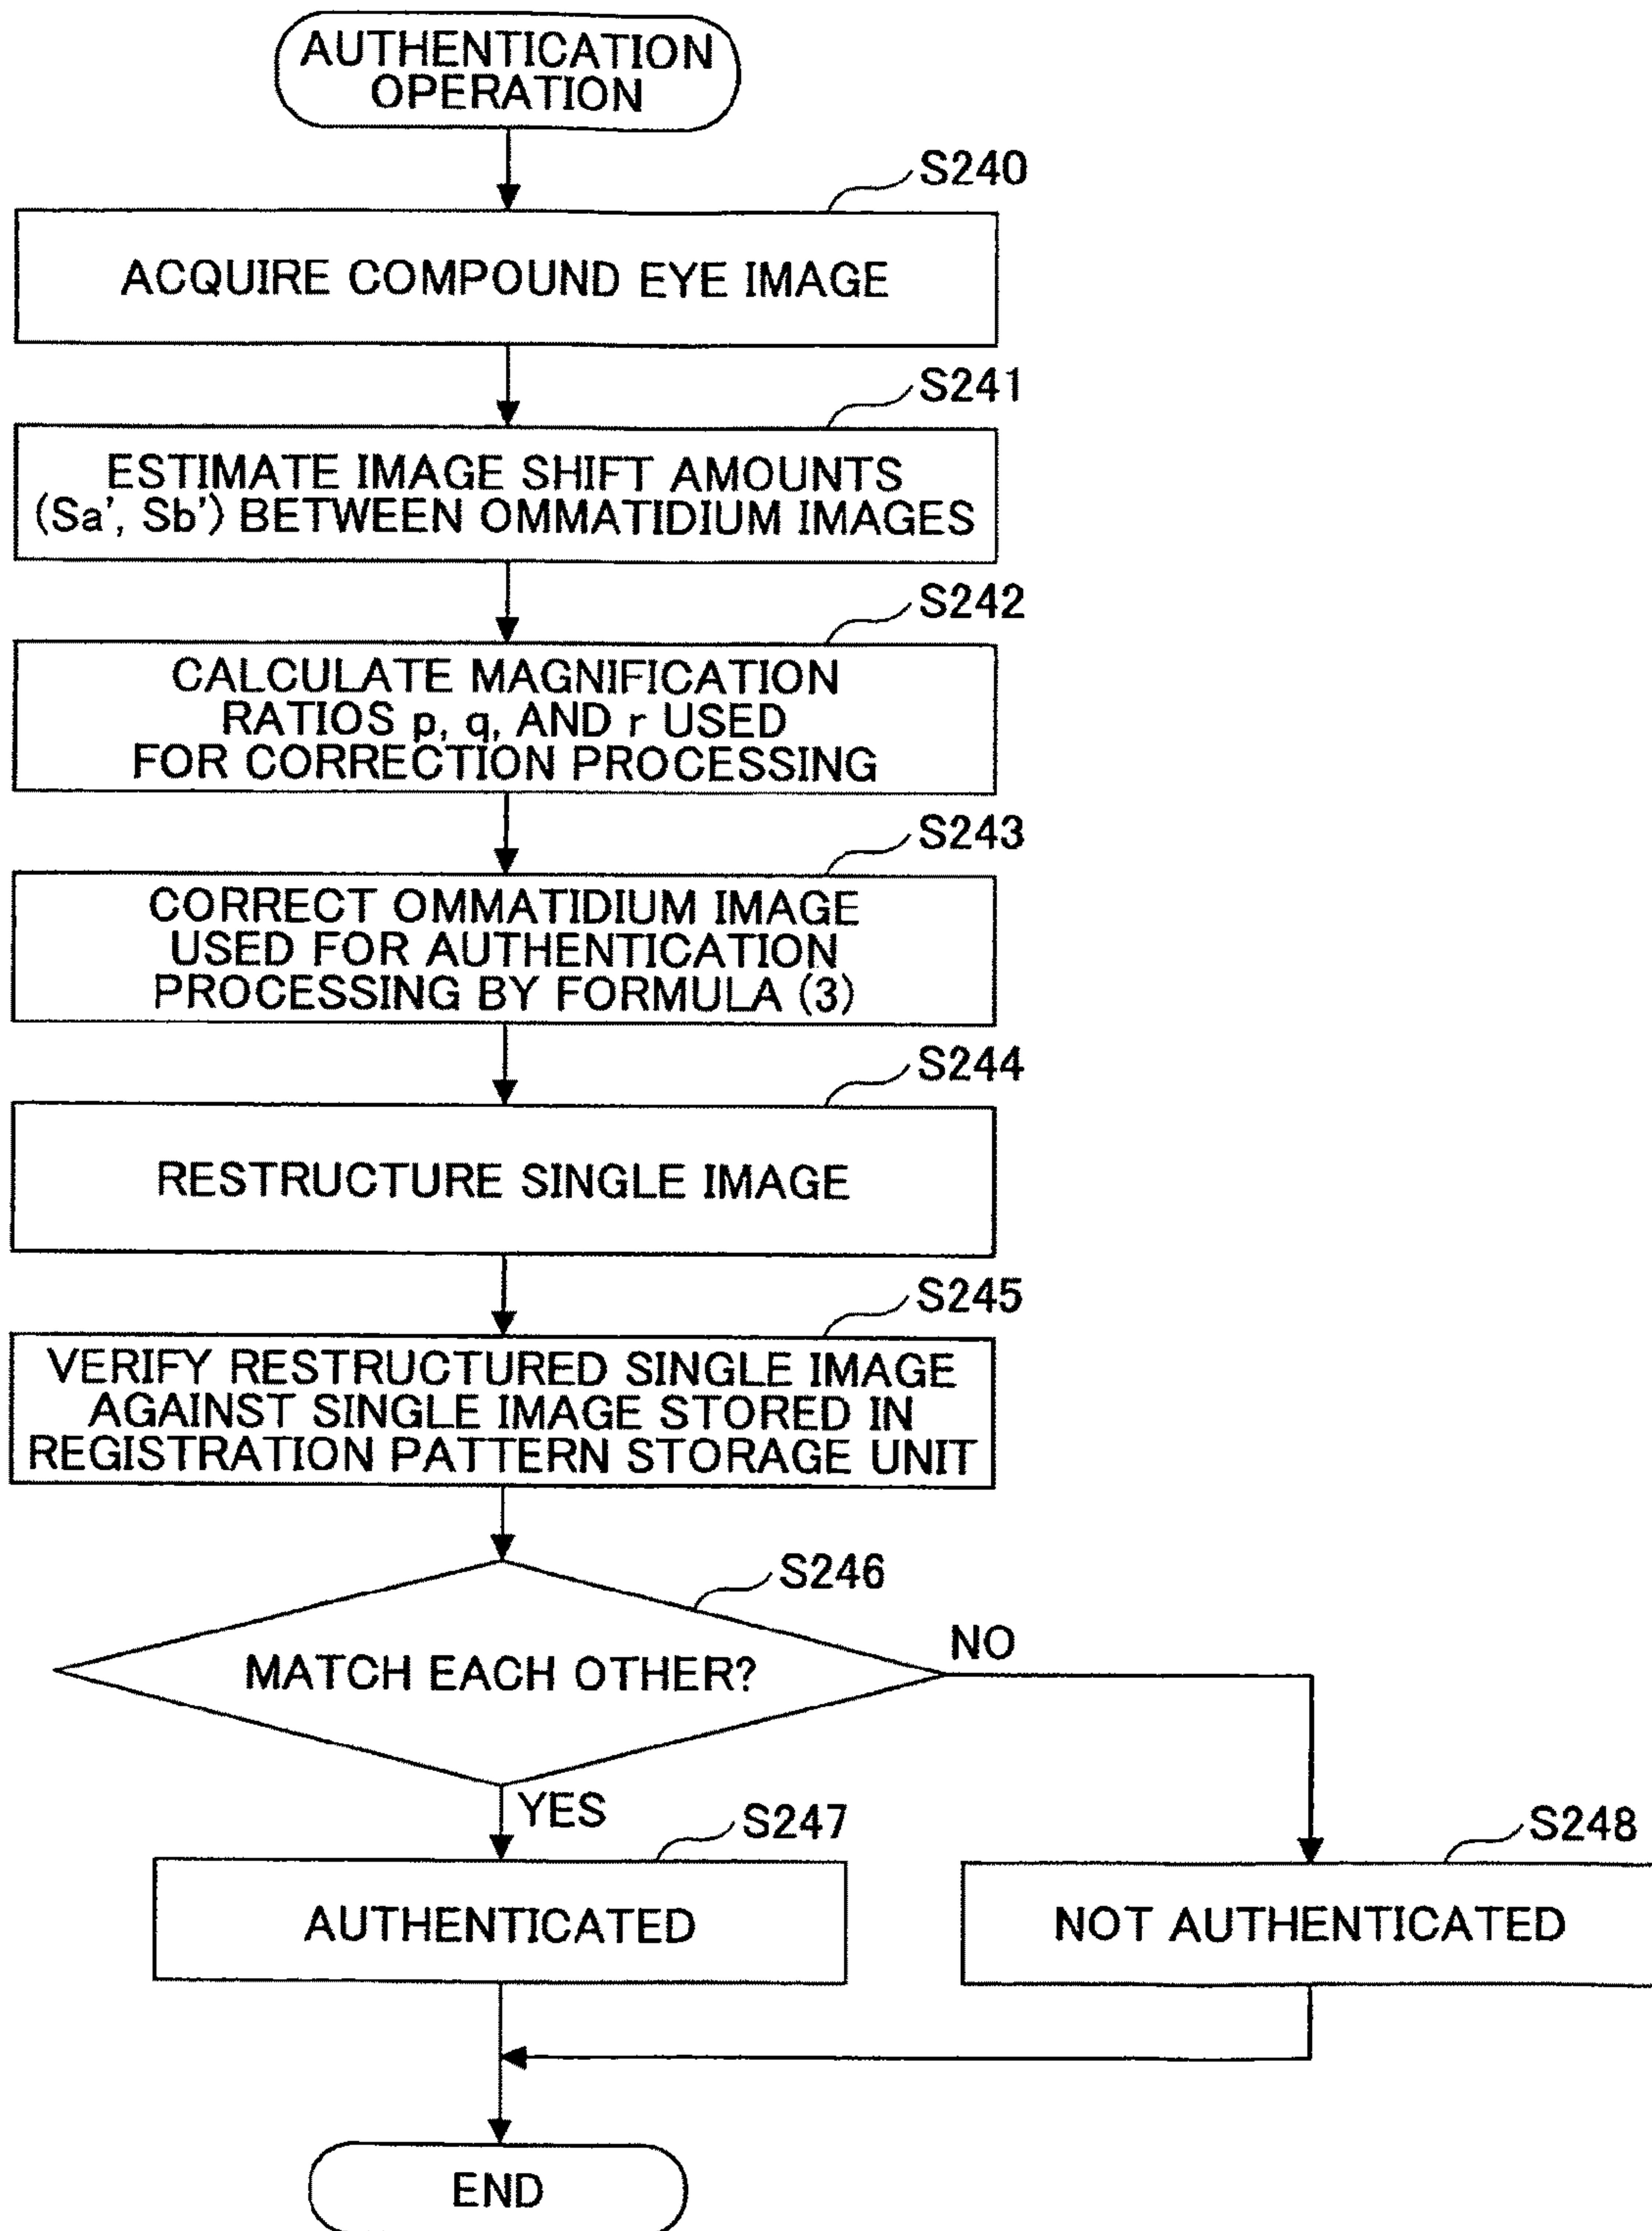 AUTHENTICATION
OPERATION
S240
ACQUIRE COMPOUND EYE IMAGE
S241
ESTIMATE IMAGE SHIFT AMOUNTS
(Sa', Sb') BETWEEN OMMATIDIUM IMAGES
S242
CALCULATE MAGNIFICATION
RATIOS p, q, AND r USED
FOR CORRECTION PROCESSING
S243
CORRECT OMMATIDIUM IMAGE
USED FOR AUTHENTICATION
PROCESSING BY FORMULA (3)
S244
RESTRUCTURE SINGLE IMAGE
S245
VERIFY RESTRUCTURED SINGLE IMAGE
AGAINST SINGLE IMAGE STORED IN
REGISTRATION PATTERN STORAGE UNIT
S246
MATCH EACH OTHER?
NO
YES
S247
AUTHENTICATED
S248
NOT AUTHENTICATED
END